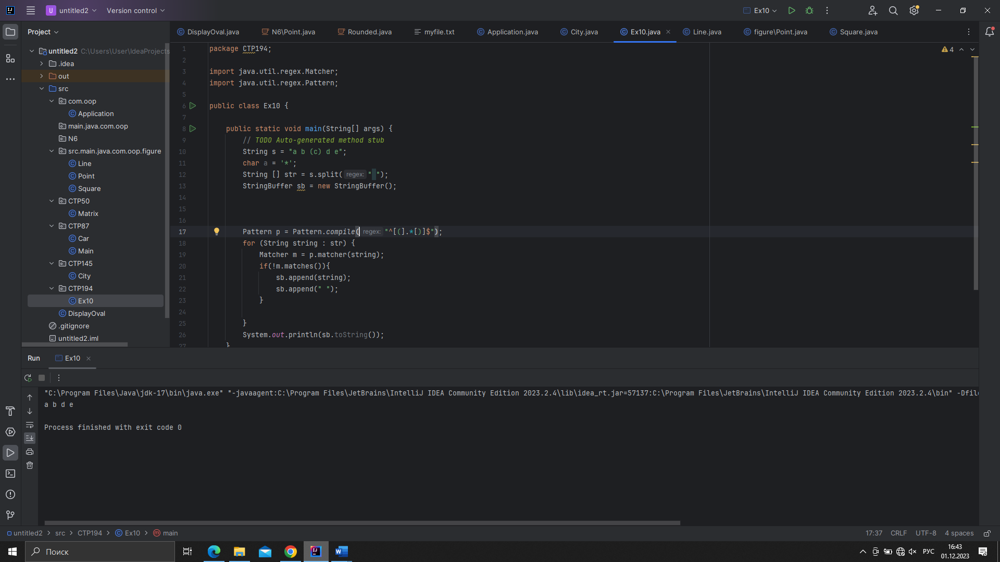 untitled2
Version control
Ex10
Project
DisplayOval.java
N6\Point.java
Rounded.java
myfile.txt
Application.java
City.java
Ex10.java
Line.java
figure\Point.java
Square.java
untitled2 C:\Users\User\IdeaProjects
.idea
out
src
com.oop
Application
main.java.com.oop
N6
src.main.java.com.oop.figure
Line
Point
Square
CTP50
Matrix
CTP87
Car
Main
CTP145
City
CTP194
Ex10
DisplayOval
.gitignore
untitled2.iml
4
1 package CTP194;
2
3 import java.util.regex.Matcher;
4 import java.util.regex.Pattern;
5
6 public class Ex10 {
7
8 public static void main(String[] args) {
9 // TODO Auto-generated method stub
10 String s = "a b (c) d e";
11 char a = '*';
12 String [] str = s.split( regex: " ");
13 StringBuffer sb = new StringBuffer();
14
15
16
17 Pattern p = Pattern.compile( regex: "^[(].*[)]$");
18 for (String string : str) {
19 Matcher m = p.matcher(string);
20 if(!m.matches()){
21 sb.append(string);
22 sb.append(" ");
23 }
24
25 }
26 System.out.println(sb.toString());
27 }
Run
Ex10
"C:\Program Files\Java\jdk-17\bin\java.exe" "-javaagent:C:\Program Files\JetBrains\IntelliJ IDEA Community Edition 2023.2.4\lib\idea_rt.jar=57137:C:\Program Files\JetBrains\IntelliJ IDEA Community Edition 2023.2.4\bin" -Dfil
a b d e
Process finished with exit code 0
untitled2 > src > CTP194 > Ex10 > main
17:37 CRLF UTF-8 4 spaces
Поиск
РУС
16:43
01.12.2023